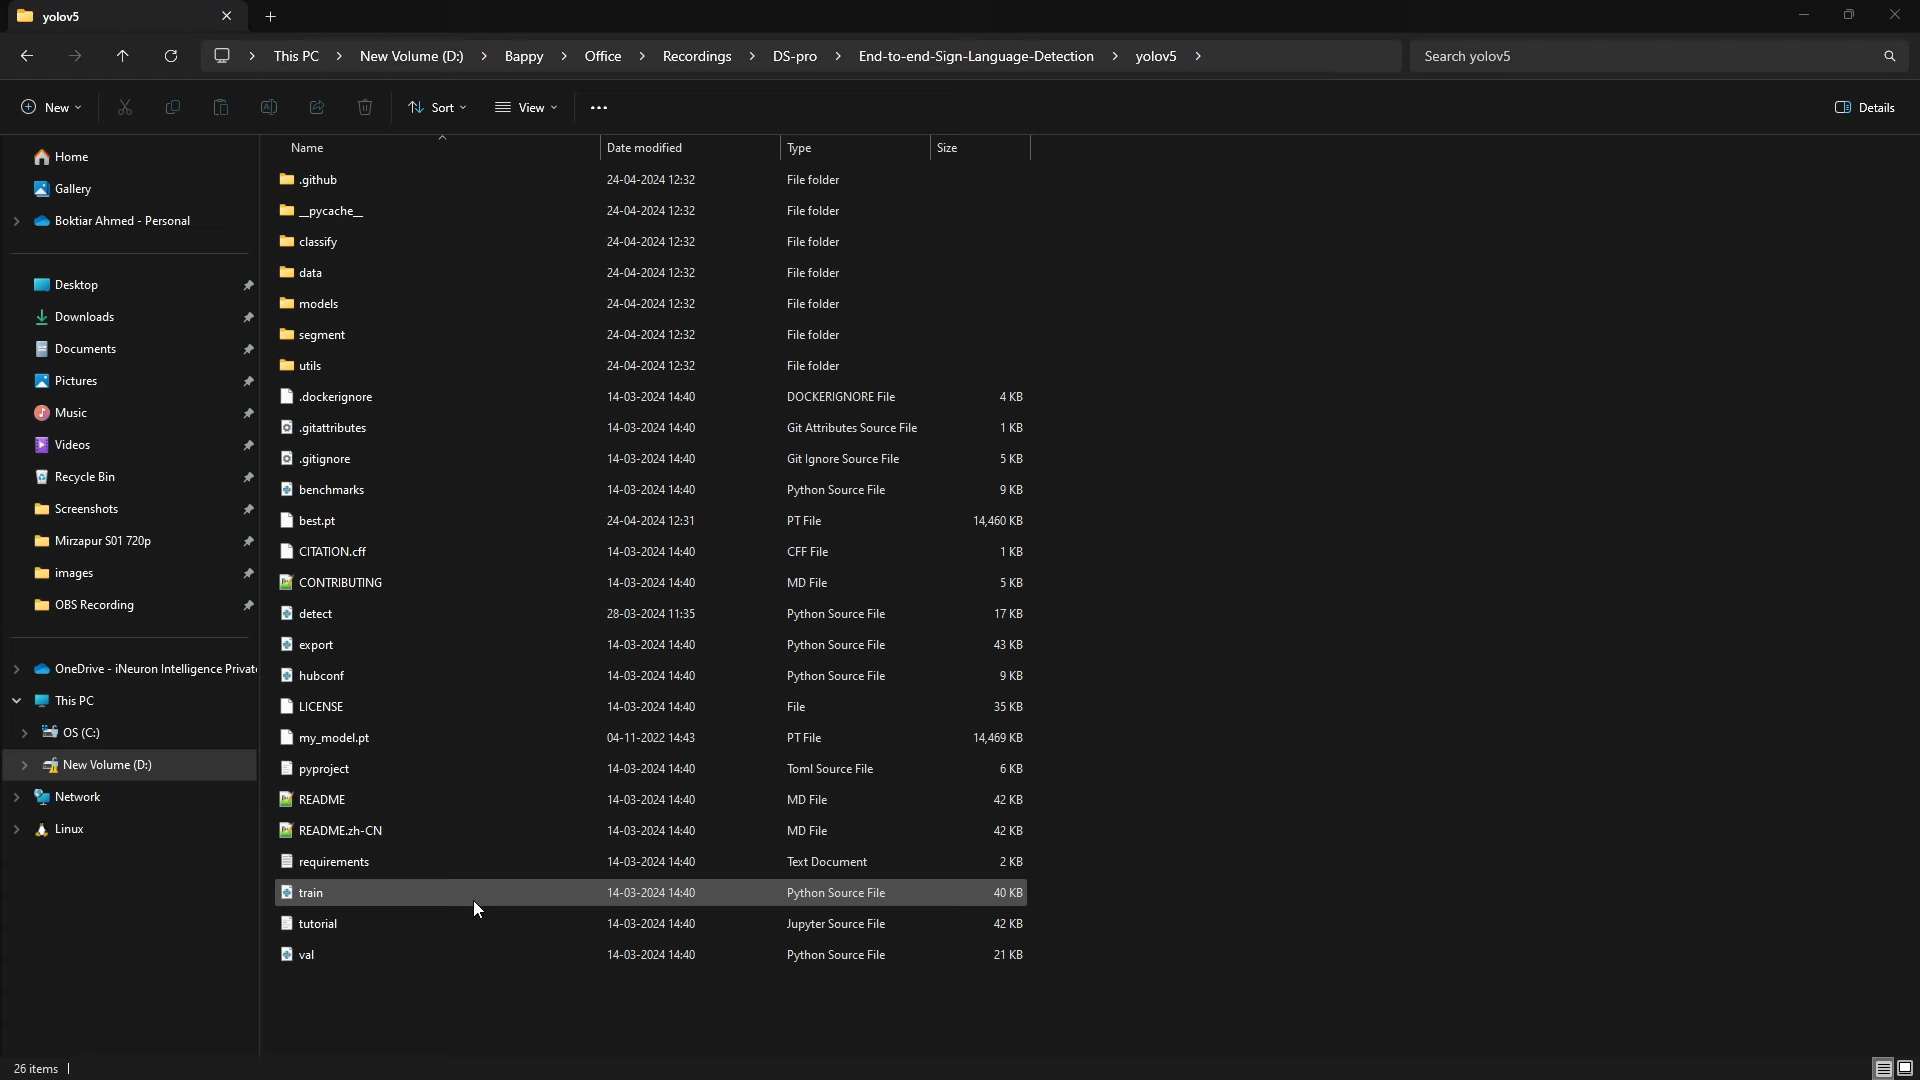 yolov5
This PC New Volume (D:) Bappy Office Recordings DS-pro End-to-end-Sign-Language-Detection yolov5 Search yolov5
New Sort View ••• Details
Name Date modified Type Size
Home
Gallery
Boktiar Ahmed - Personal
Desktop
Downloads
Documents
Pictures
Music
Videos
Recycle Bin
Screenshots
Mirzapur S01 720p
images
OBS Recording
OneDrive - iNeuron Intelligence Privat
This PC
OS (C:)
New Volume (D:)
Network
Linux
.github 24-04-2024 12:32 File folder
__pycache__ 24-04-2024 12:32 File folder
classify 24-04-2024 12:32 File folder
data 24-04-2024 12:32 File folder
models 24-04-2024 12:32 File folder
segment 24-04-2024 12:32 File folder
utils 24-04-2024 12:32 File folder
.dockerignore 14-03-2024 14:40 DOCKERIGNORE File 4 KB
.gitattributes 14-03-2024 14:40 Git Attributes Source File 1 KB
.gitignore 14-03-2024 14:40 Git Ignore Source File 5 KB
benchmarks 14-03-2024 14:40 Python Source File 9 KB
best.pt 24-04-2024 12:31 PT File 14,460 KB
CITATION.cff 14-03-2024 14:40 CFF File 1 KB
CONTRIBUTING 14-03-2024 14:40 MD File 5 KB
detect 28-03-2024 11:35 Python Source File 17 KB
export 14-03-2024 14:40 Python Source File 43 KB
hubconf 14-03-2024 14:40 Python Source File 9 KB
LICENSE 14-03-2024 14:40 File 35 KB
my_model.pt 04-11-2022 14:43 PT File 14,469 KB
pyproject 14-03-2024 14:40 Toml Source File 6 KB
README 14-03-2024 14:40 MD File 42 KB
README.zh-CN 14-03-2024 14:40 MD File 42 KB
requirements 14-03-2024 14:40 Text Document 2 KB
train 14-03-2024 14:40 Python Source File 40 KB
tutorial 14-03-2024 14:40 Jupyter Source File 42 KB
val 14-03-2024 14:40 Python Source File 21 KB
26 items